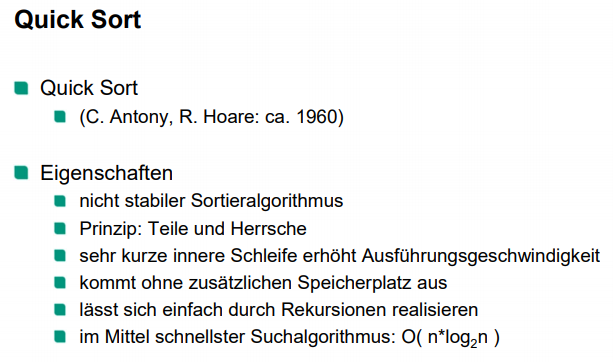 Quick Sort
Quick Sort
(C. Antony, R. Hoare: ca. 1960)
Eigenschaften
nicht stabiler Sortieralgorithmus
Prinzip: Teile und Herrsche
sehr kurze innere Schleife erhöht Ausführungsgeschwindigkeit
kommt ohne zusätzlichen Speicherplatz aus
lässt sich einfach durch Rekursionen realisieren
im Mittel schnellster Suchalgorithmus: O( n*log₂n )